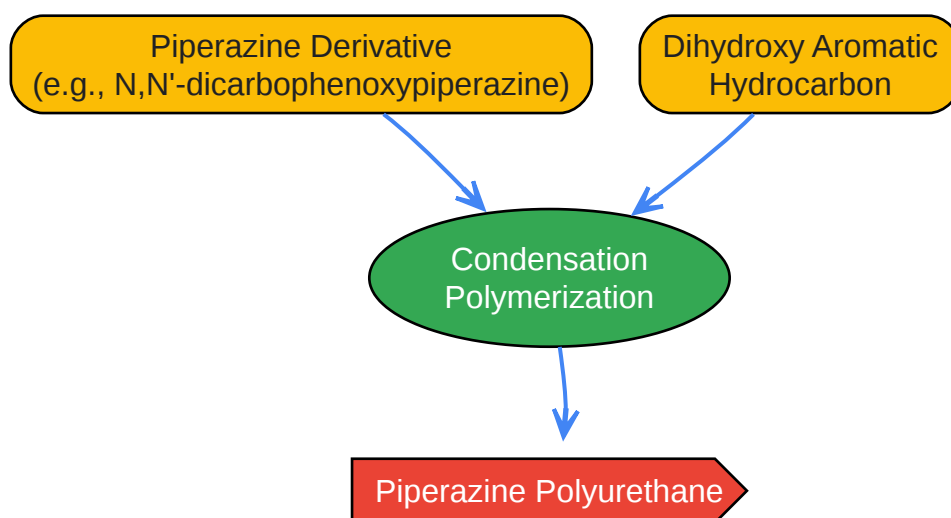 Piperazine Derivative
(e.g., N,N'-dicarbophenoxypiperazine)
Dihydroxy Aromatic
Hydrocarbon
Condensation
Polymerization
Piperazine Polyurethane